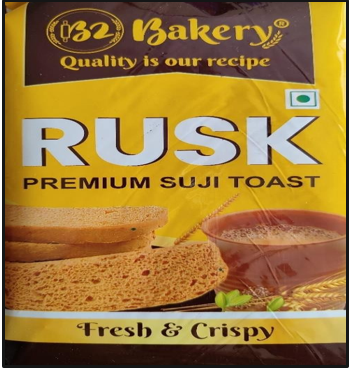 B2 Bakery®
Quality is our recipe
RUSK
PREMIUM SUJI TOAST
Fresh & Crispy